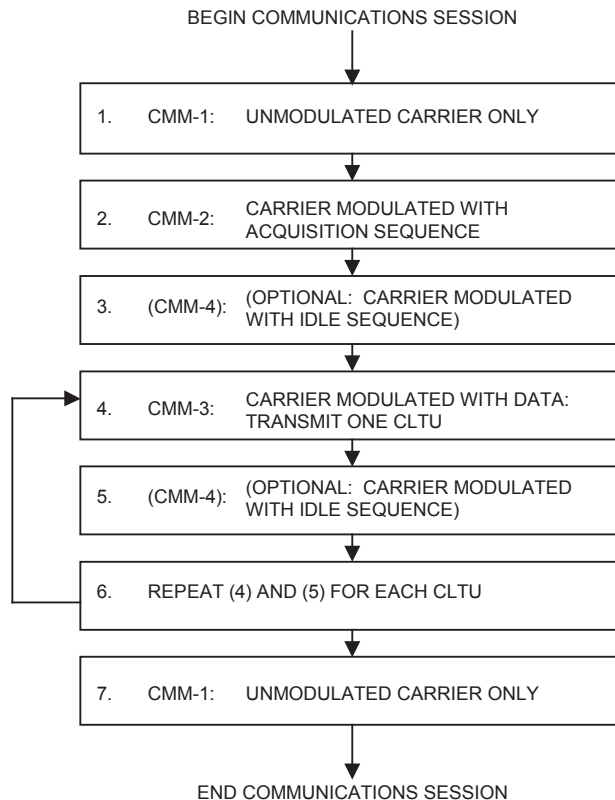 BEGIN COMMUNICATIONS SESSION
1. CMM-1: UNMODULATED CARRIER ONLY
2. CMM-2: CARRIER MODULATED WITH
ACQUISITION SEQUENCE
3. (CMM-4): (OPTIONAL: CARRIER MODULATED
WITH IDLE SEQUENCE)
4. CMM-3: CARRIER MODULATED WITH DATA:
TRANSMIT ONE CLTU
5. (CMM-4): (OPTIONAL: CARRIER MODULATED
WITH IDLE SEQUENCE)
6. REPEAT (4) AND (5) FOR EACH CLTU
7. CMM-1: UNMODULATED CARRIER ONLY
END COMMUNICATIONS SESSION